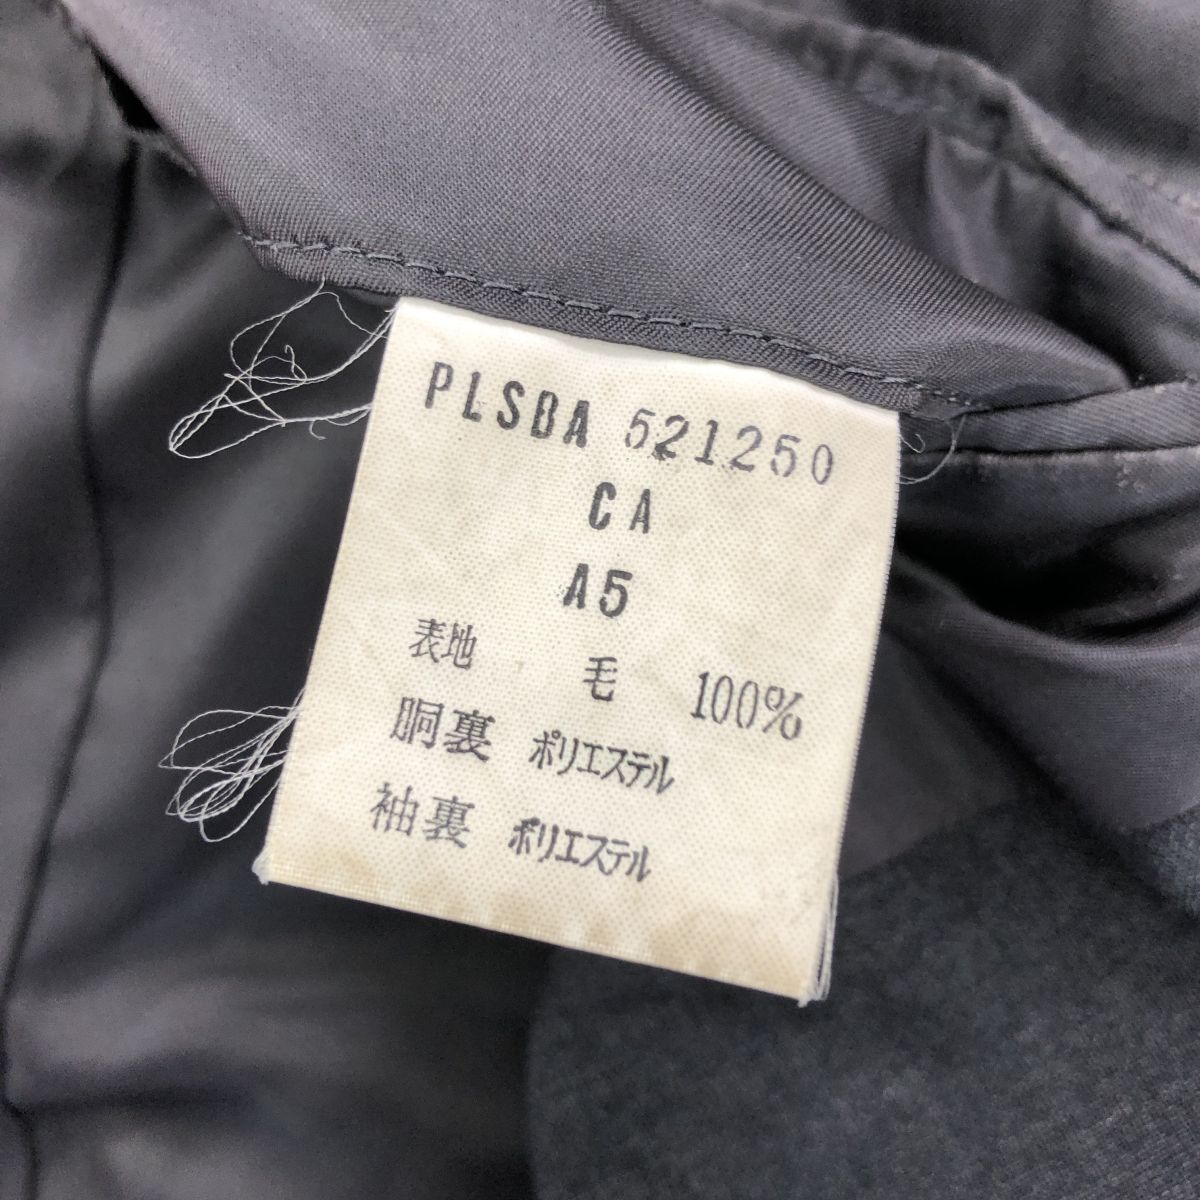 PLSBA 521250
CA
A5
表地 毛 100%
胴裏 ポリエステル
袖裏 ポリエステル